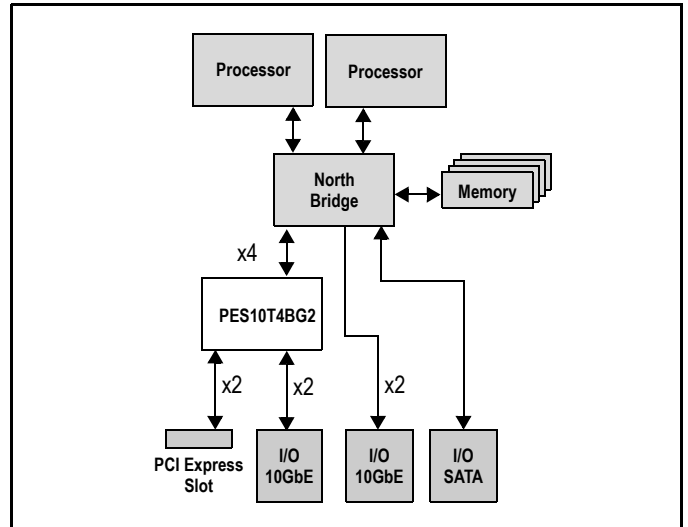 Processor
Processor
North
Bridge
Memory
x4
PES10T4BG2
x2
x2
x2
PCI Express
Slot
I/O
10GbE
I/O
10GbE
I/O
SATA